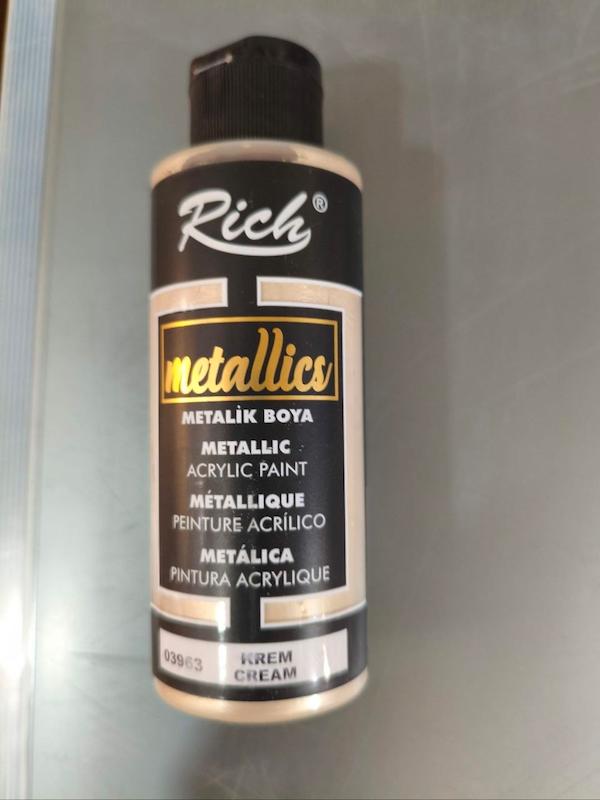 Rich®
metallics
METALİK BOYA
METALLIC
ACRYLIC PAINT
MÉTALLIQUE
PEINTURE ACRÍLICO
METÁLICA
PINTURA ACRYLIQUE
03963 KREM
CREAM